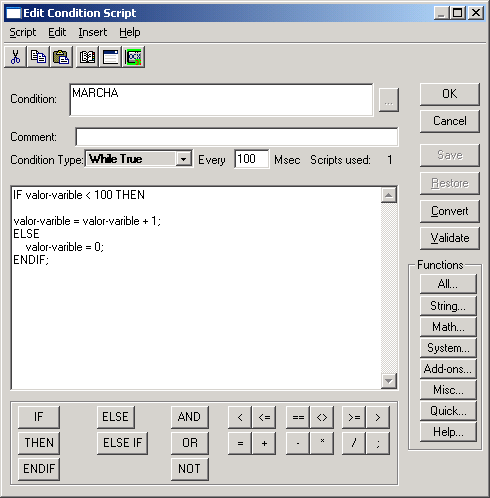 Edit Condition Script
Script Edit Insert Help
Condition: MARCHA ... OK
Cancel
Comment:
Condition Type: While True Every 100 Msec Scripts used: 1
Save
Restore
Convert
Validate
IF valor-varible < 100 THEN
valor-varible = valor-varible + 1;
ELSE
valor-varible = 0;
ENDIF;
Functions
All...
String...
Math...
System...
Add-ons...
Misc...
Quick...
Help...
IF ELSE AND < <= == <> >= >
THEN ELSE IF OR = + - * / ;
ENDIF NOT